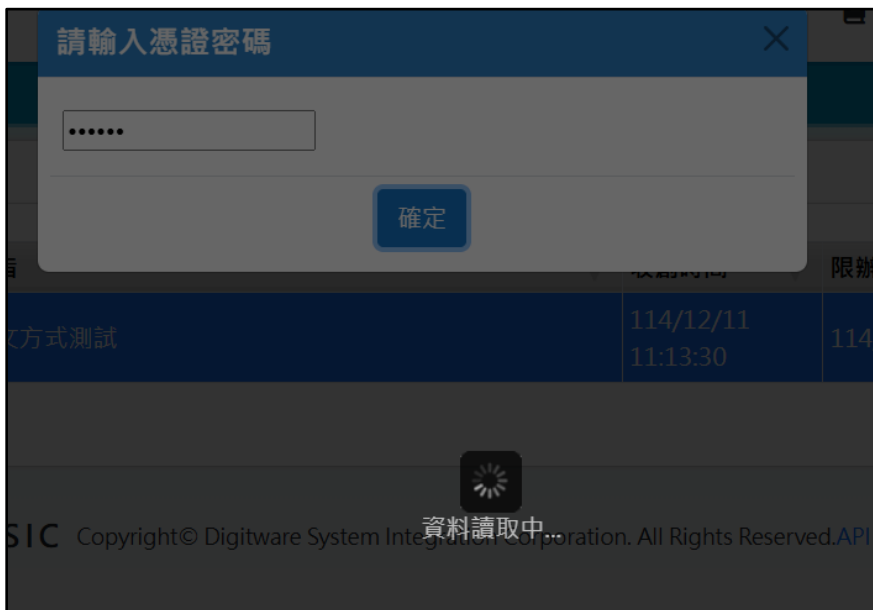 請輸入憑證密碼
••••••
確定
限辦
文方式測試
114/12/11
11:13:30
114
資料讀取中...
SIC Copyright© Digitware System Integration Corporation. All Rights Reserved.API